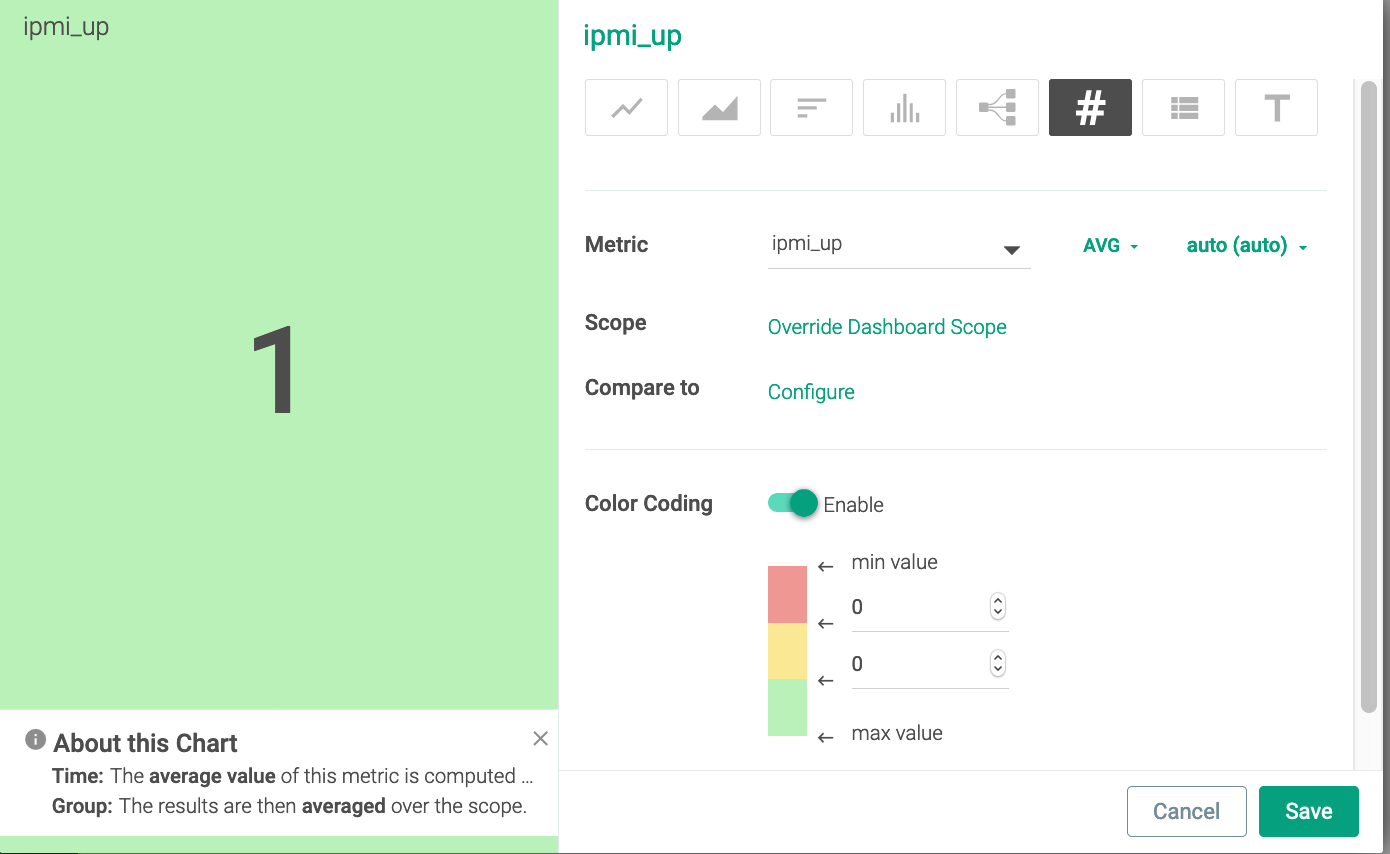 ipmi_up
1
About this Chart
Time: The average value of this metric is computed ...
Group: The results are then averaged over the scope.
ipmi_up
#
T
Metric
ipmi_up
AVG
auto (auto)
Scope
Override Dashboard Scope
Compare to
Configure
Color Coding
Enable
min value
0
0
max value
Cancel
Save